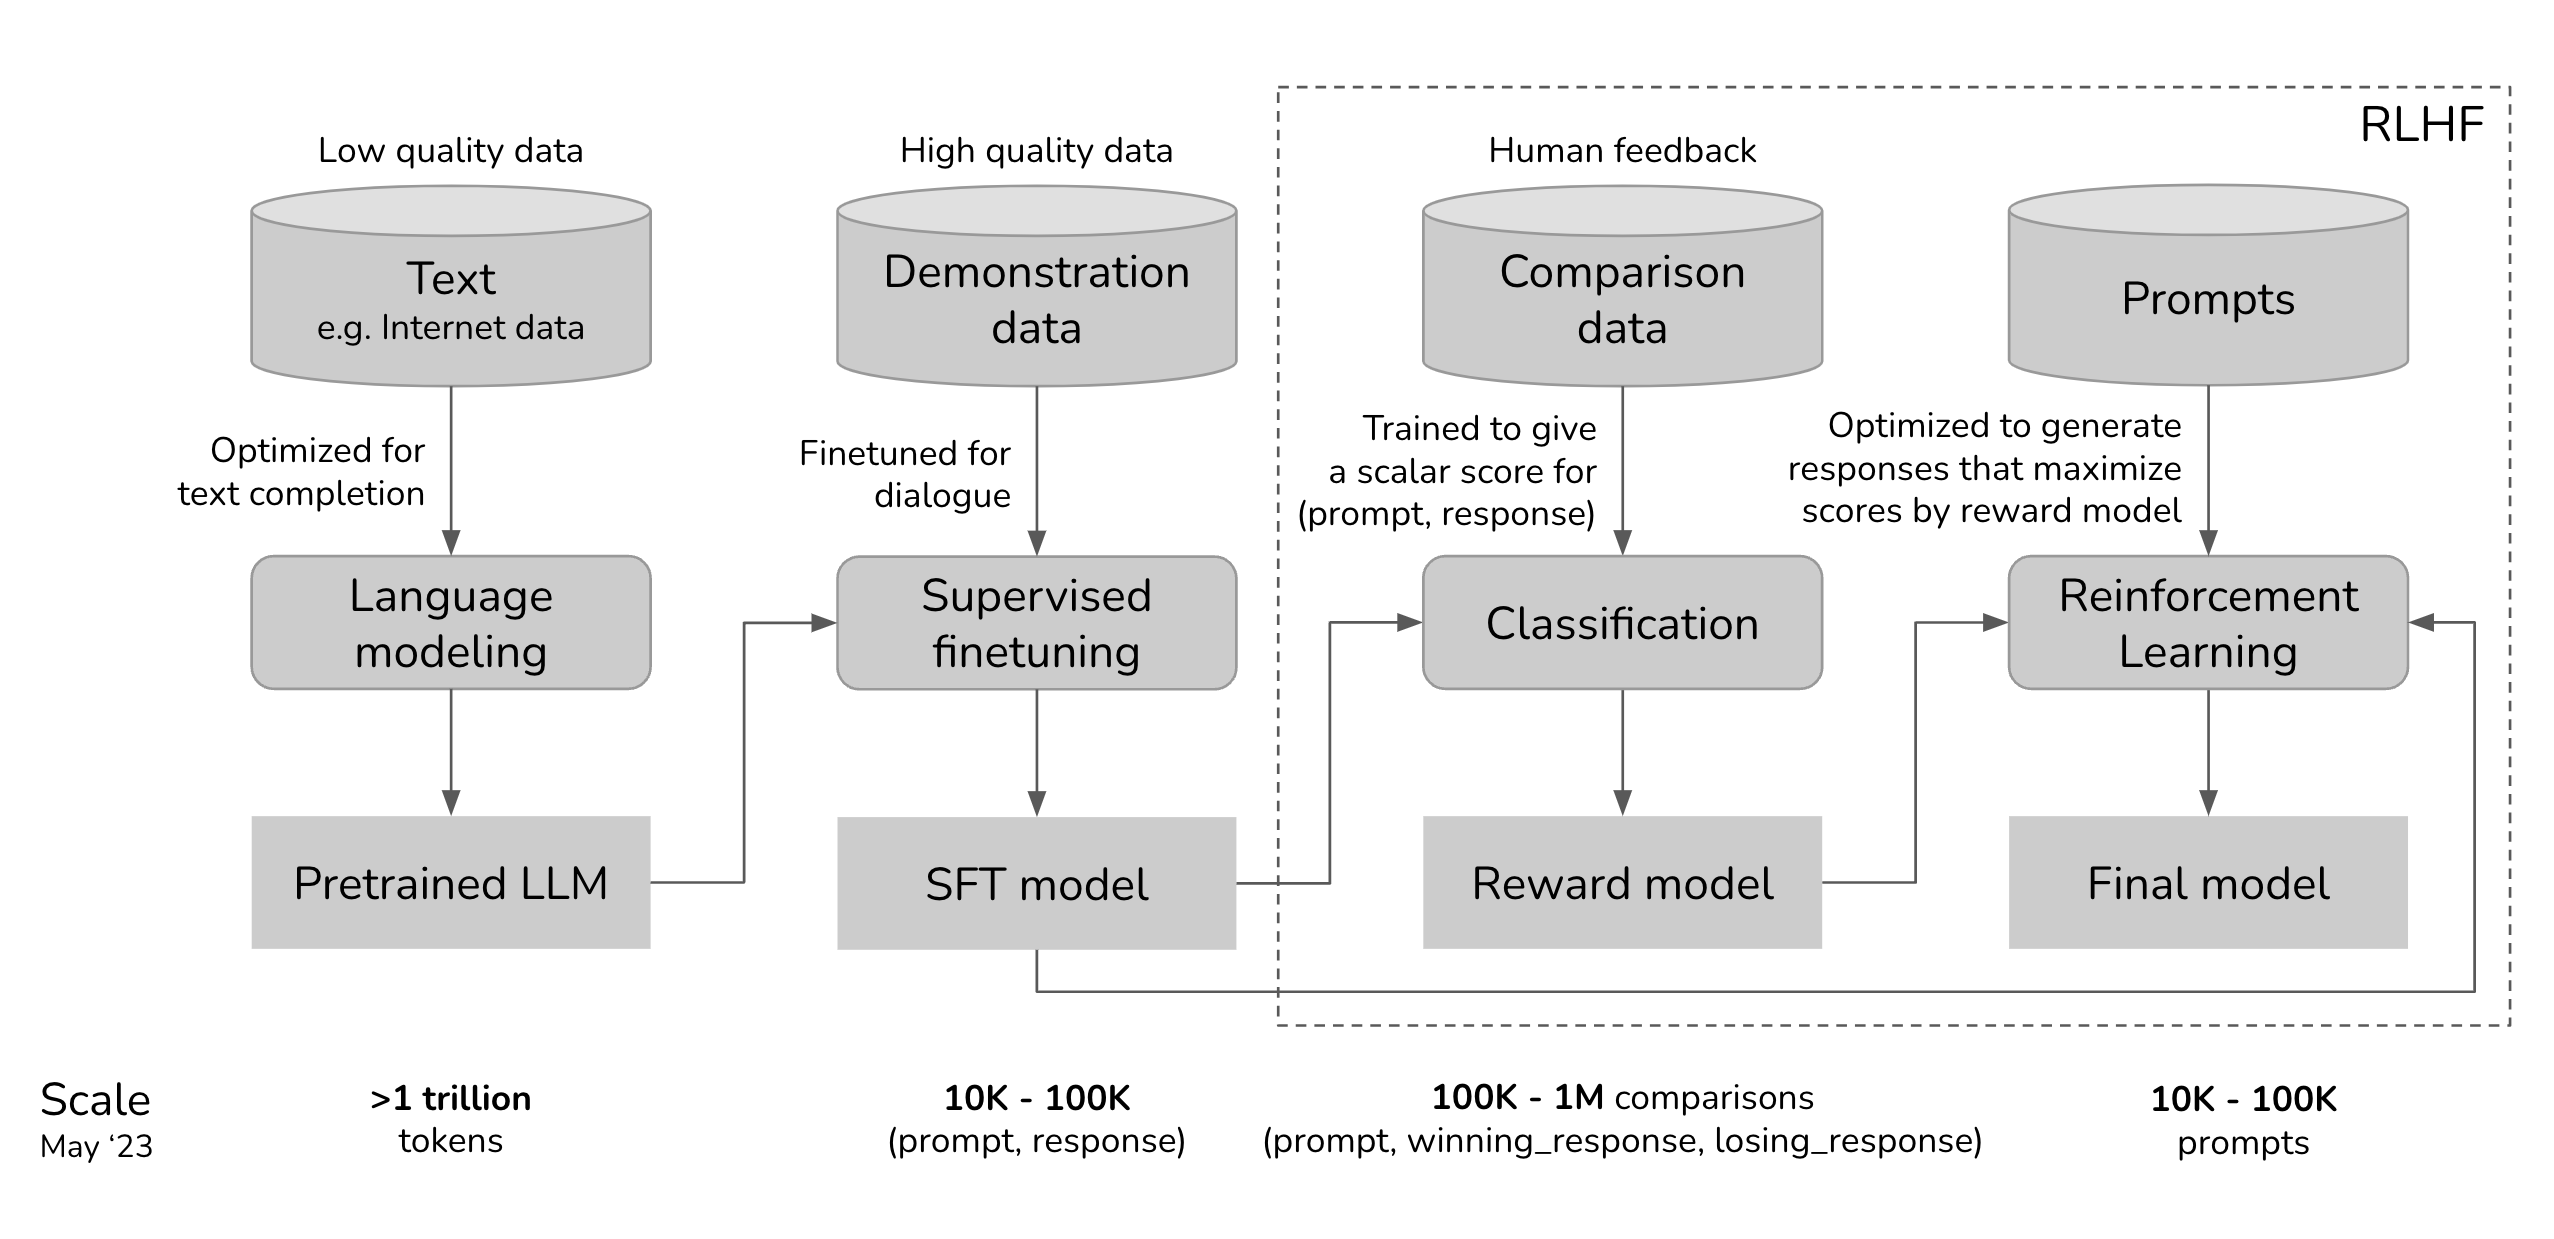 RLHF
Low quality data
Text
e.g. Internet data
Optimized for
text completion
Language
modeling
Pretrained LLM
High quality data
Demonstration
data
Finetuned for
dialogue
Supervised
finetuning
SFT model
Human feedback
Comparison
data
Trained to give
a scalar score for
(prompt, response)
Classification
Reward model
Prompts
Optimized to generate
responses that maximize
scores by reward model
Reinforcement
Learning
Final model
Scale
May ‘23
>1 trillion
tokens
10K - 100K
(prompt, response)
100K - 1M comparisons
(prompt, winning_response, losing_response)
10K - 100K
prompts